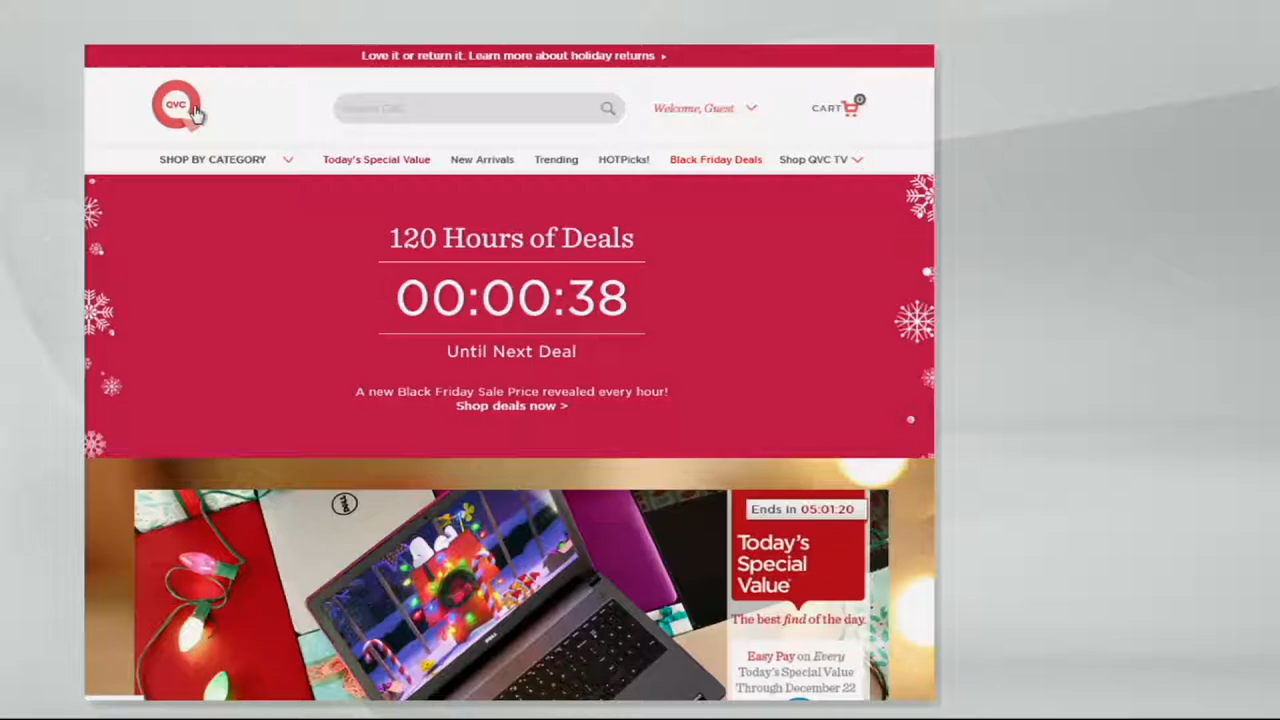 Love it or return it. Learn more about holiday returns
QVC
Welcome, Guest
CART
0
SHOP BY CATEGORY
Today's Special Value
New Arrivals
Trending
HOTPicks!
Black Friday Deals
Shop QVC TV
120 Hours of Deals
00:00:38
Until Next Deal
A new Black Friday Sale Price revealed every hour!
Shop deals now >
DELL
Ends in 05:01:20
Today's
Special
Value
The best find of the day.
Easy Pay on Every
Today's Special Value
Through December 22
DELL